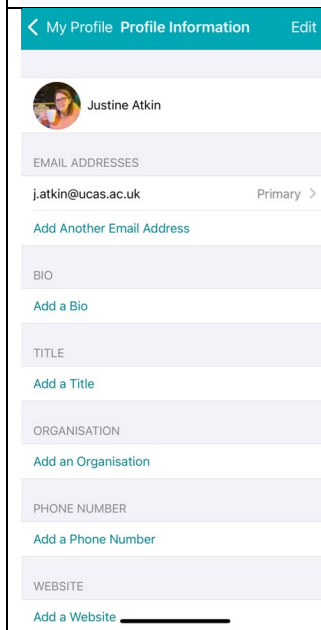 My Profile Profile Information Edit
Justine Atkin
EMAIL ADDRESSES
j.atkin@ucas.ac.uk Primary
Add Another Email Address
BIO
Add a Bio
TITLE
Add a Title
ORGANISATION
Add an Organisation
PHONE NUMBER
Add a Phone Number
WEBSITE
Add a Website